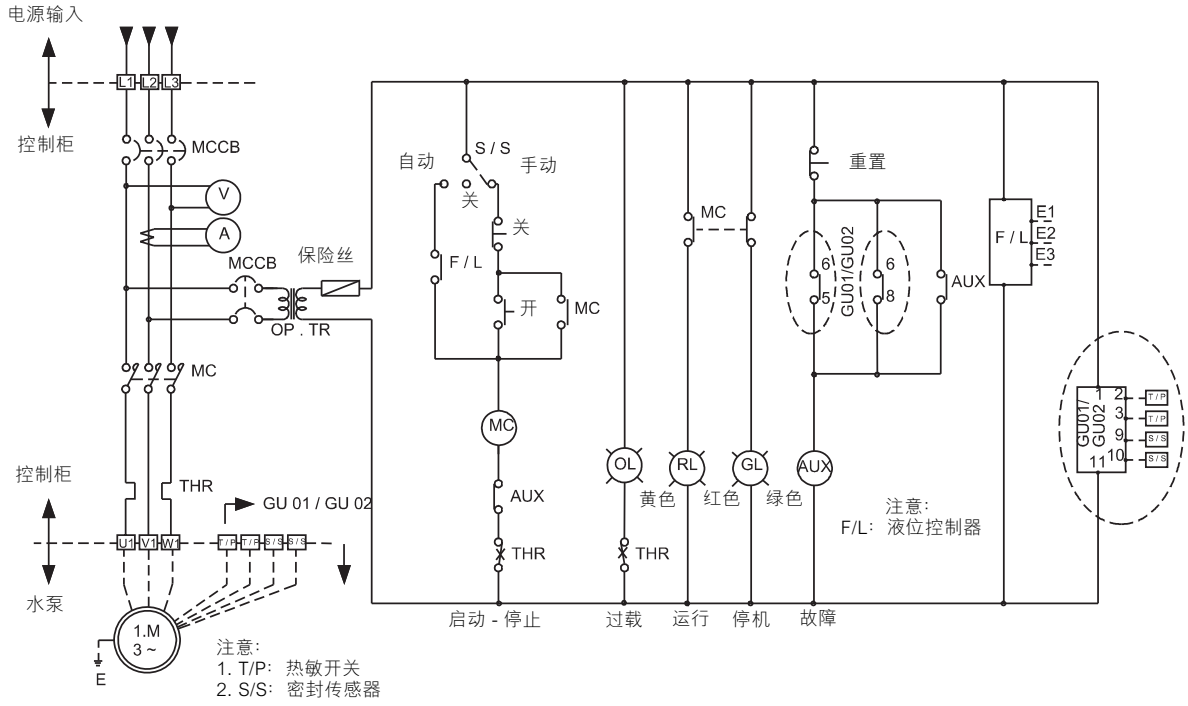 电源输入
L1 L2 L3
控制柜
MCCB
V
A
MCCB
保险丝
OP . TR
MC
控制柜
THR
GU 01 / GU 02
U1 V1 W1
T / P T / P S / S S / S
水泵
1.M
3 ~
E
注意:
1. T/P: 热敏开关
2. S/S: 密封传感器
S / S
自动
手动
关
关
F / L
开
MC
MC
AUX
THR
启动 - 停止
OL
黄色
THR
过载
MC
RL
红色
运行
GL
绿色
停机
重置
6
5
GU01/GU02
6
8
AUX
AUX
故障
F / L
E1
E2
E3
注意:
F/L: 液位控制器
GU01/
GU02
1
2
3
9
10
11
T / P
T / P
S / S
S / S